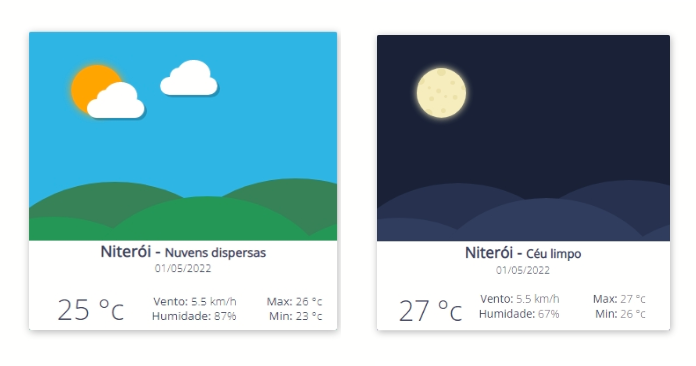 Niterói - Nuvens dispersas
01/05/2022
25 °c
Vento: 5.5 km/h
Humidade: 87%
Max: 26 °c
Min: 23 °c
Niterói - Céu limpo
01/05/2022
27 °c
Vento: 5.5 km/h
Humidade: 67%
Max: 27 °c
Min: 26 °c